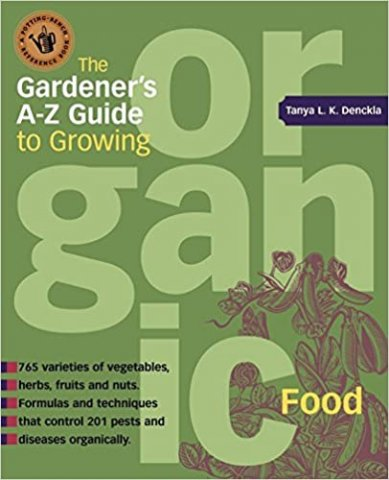 A POTTING-BENCH
REFERENCE BOOK
The
Gardener's
A-Z Guide
to Growing
or
gan
ic
Food
Tanya L. K. Denckla
765 varieties of vegetables,
herbs, fruits and nuts.
Formulas and techniques
that control 201 pests and
diseases organically.